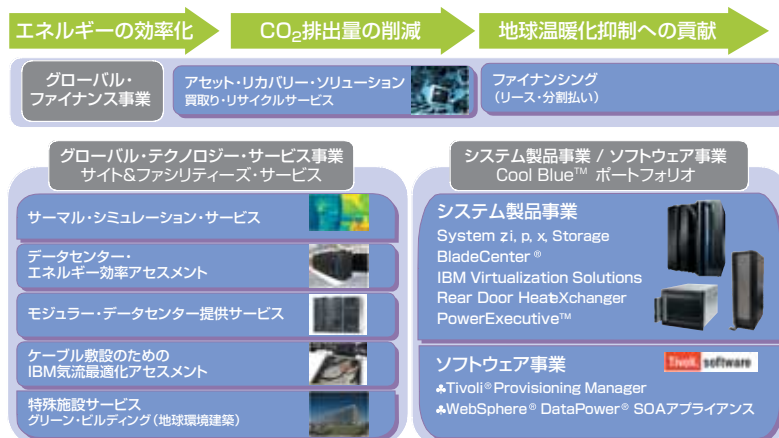 エネルギーの効率化
CO₂排出量の削減
地球温暖化抑制への貢献
グローバル・
ファイナンス事業
アセット・リカバリー・ソリューション
買取り・リサイクルサービス
ファイナンシング
(リース・分割払い)
グローバル・テクノロジー・サービス事業
サイト&ファシリティーズ・サービス
サーマル・シミュレーション・サービス
データセンター・
エネルギー効率アセスメント
モジュラー・データセンター提供サービス
ケーブル敷設のための
IBM気流最適化アセスメント
特殊施設サービス
グリーン・ビルディング(地球環境建築)
システム製品事業 / ソフトウェア事業
Cool Blue™ ポートフォリオ
システム製品事業
System z,i, p, x, Storage
BladeCenter®
IBM Virtualization Solutions
Rear Door HeateXchanger
PowerExecutive™
ソフトウェア事業
Tivoli. software
♣Tivoli® Provisioning Manager
♣WebSphere® DataPower® SOAアプライアンス